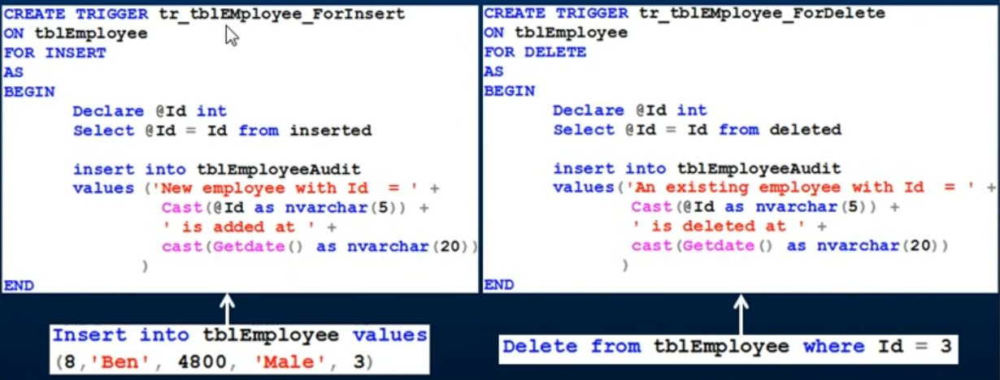 CREATE TRIGGER tr_tblEMployee_ForInsert
ON tblEmployee
FOR INSERT
AS
BEGIN
Declare @Id int
Select @Id = Id from inserted
insert into tblEmployeeAudit
values ('New employee with Id  = ' +
Cast(@Id as nvarchar(5)) +
' is added at ' +
cast(Getdate() as nvarchar(20))
)
END
Insert into tblEmployee values
(8,'Ben', 4800, 'Male', 3)
CREATE TRIGGER tr_tblEMployee_ForDelete
ON tblEmployee
FOR DELETE
AS
BEGIN
Declare @Id int
Select @Id = Id from deleted
insert into tblEmployeeAudit
values('An existing employee with Id  = ' +
Cast(@Id as nvarchar(5)) +
' is deleted at ' +
cast(Getdate() as nvarchar(20))
)
END
Delete from tblEmployee where Id = 3